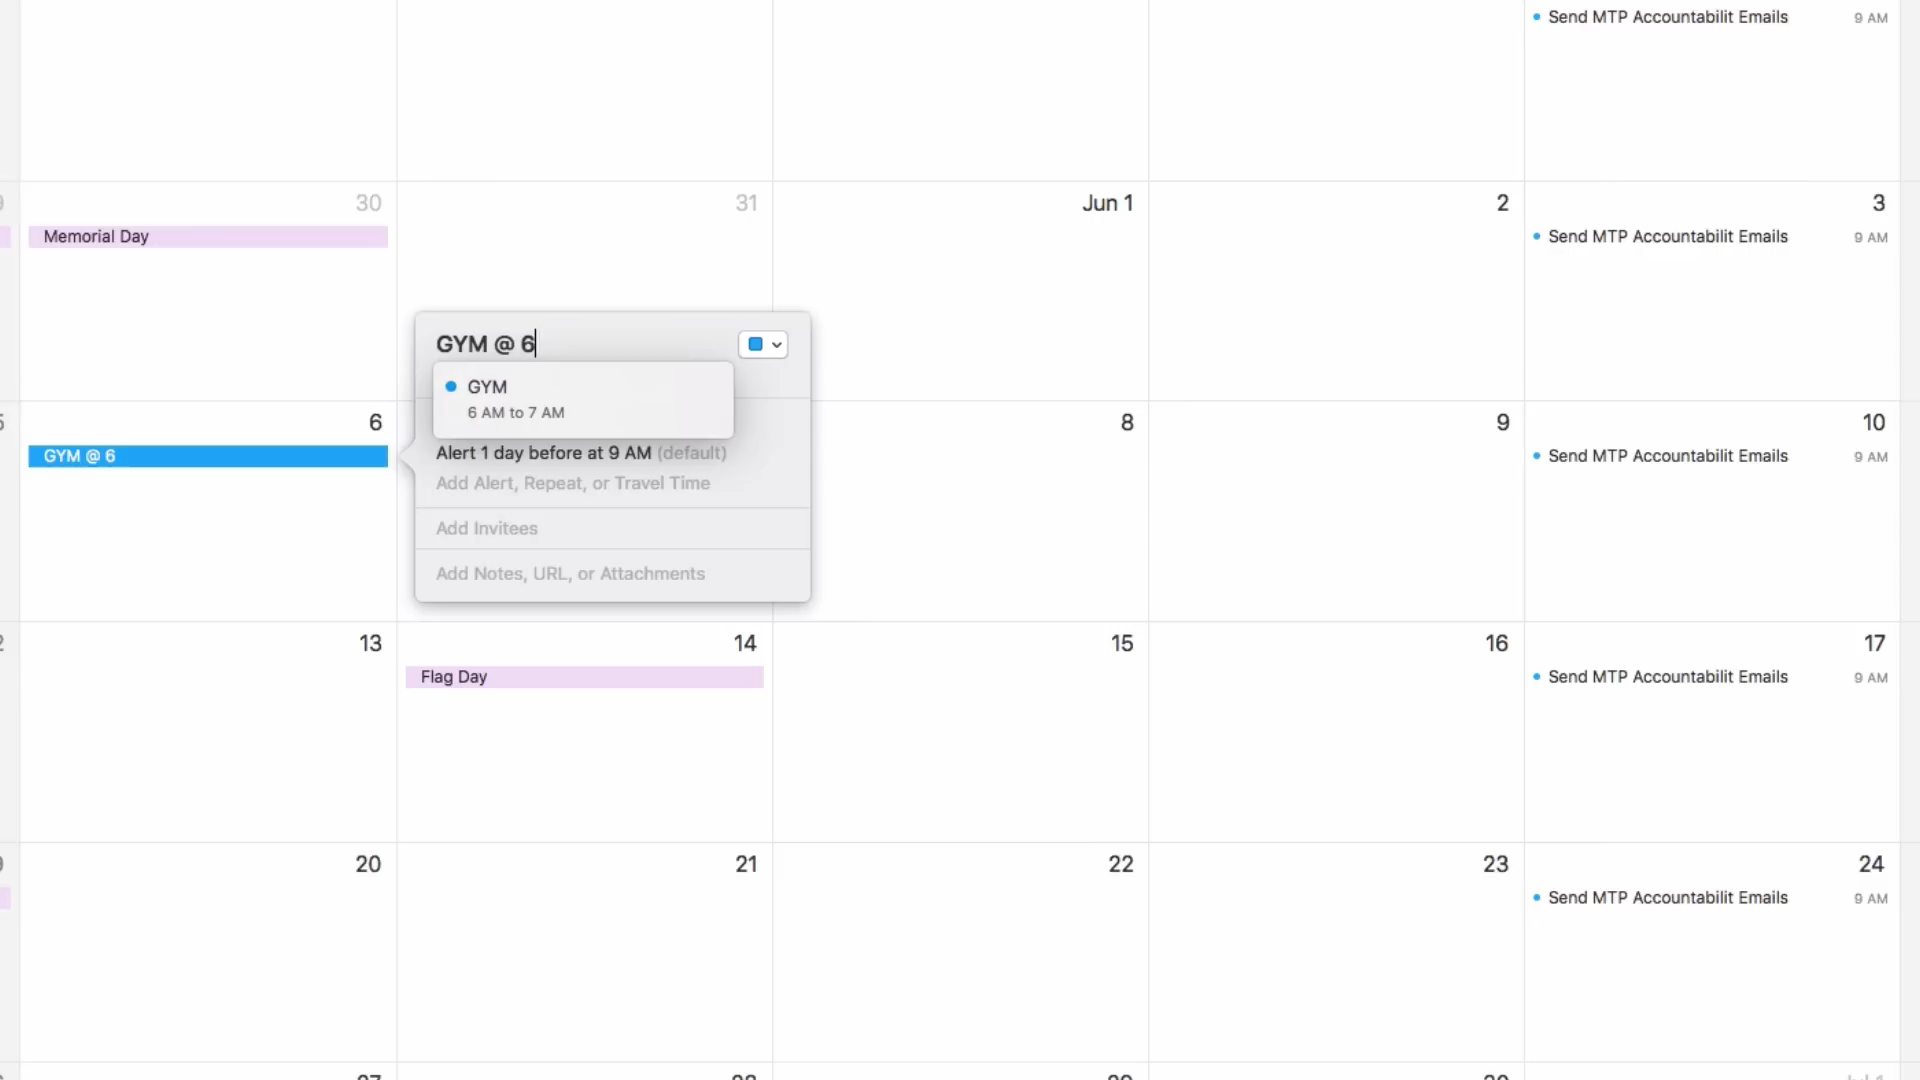 Send MTP Accountabilit Emails 9 AM
30 31 Jun 1 2 3
Memorial Day
Send MTP Accountabilit Emails 9 AM
GYM @ 6
GYM
6 AM to 7 AM
Alert 1 day before at 9 AM (default)
Add Alert, Repeat, or Travel Time
Add Invitees
Add Notes, URL, or Attachments
6 8 9 10
GYM @ 6
Send MTP Accountabilit Emails 9 AM
13 14 15 16 17
Flag Day
Send MTP Accountabilit Emails 9 AM
20 21 22 23 24
Send MTP Accountabilit Emails 9 AM